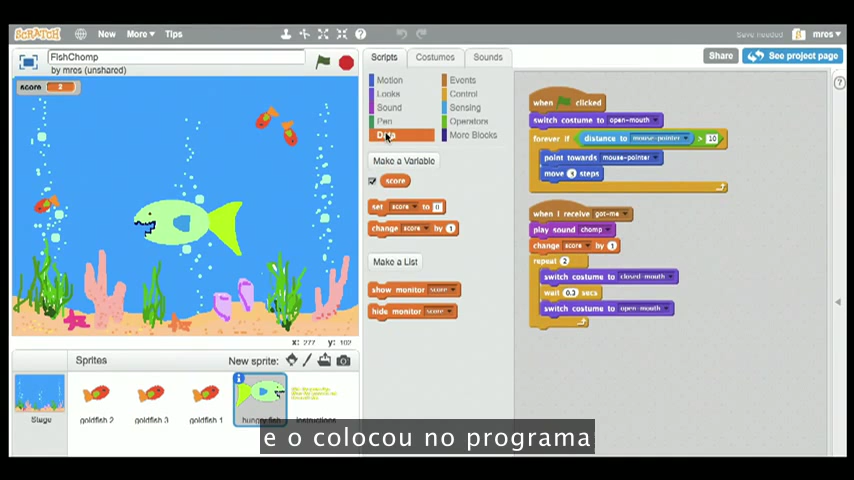 SCRATCH New More Tips Save needed mres
FishChomp
by mres (unshared)
Scripts Costumes Sounds
Share See project page
score 2
Motion Events
Looks Control
Sound Sensing
Pen Operators
Data More Blocks
Make a Variable
score
set score to 0
change score by 1
Make a List
show monitor score
hide monitor score
when clicked
switch costume to open-mouth
forever if distance to mouse-pointer > 10
point towards mouse-pointer
move 3 steps
when I receive got-me
play sound chomp
change score by 1
repeat 2
switch costume to closed-mouth
wait 0.3 secs
switch costume to open-mouth
x: 277 y: 102
Sprites New sprite:
Stage
goldfish 2 goldfish 3 goldfish 1 hungry fish instructions
e o colocou no programa